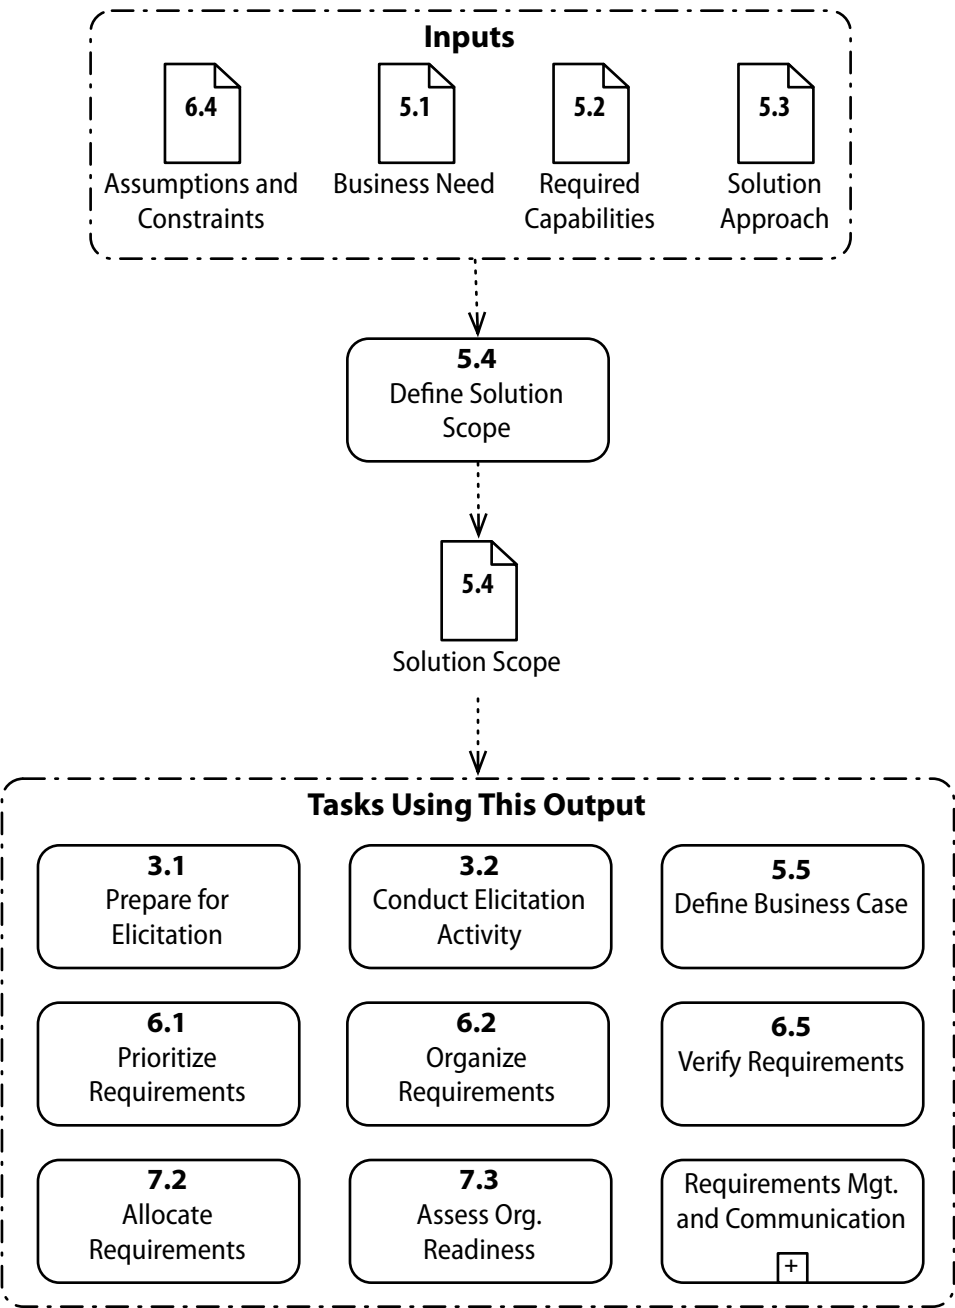 Inputs
6.4
Assumptions and
Constraints
5.1
Business Need
5.2
Required
Capabilities
5.3
Solution
Approach
5.4
Define Solution
Scope
5.4
Solution Scope
Tasks Using This Output
3.1
Prepare for
Elicitation
3.2
Conduct Elicitation
Activity
5.5
Define Business Case
6.1
Prioritize
Requirements
6.2
Organize
Requirements
6.5
Verify Requirements
7.2
Allocate
Requirements
7.3
Assess Org.
Readiness
Requirements Mgt.
and Communication
+